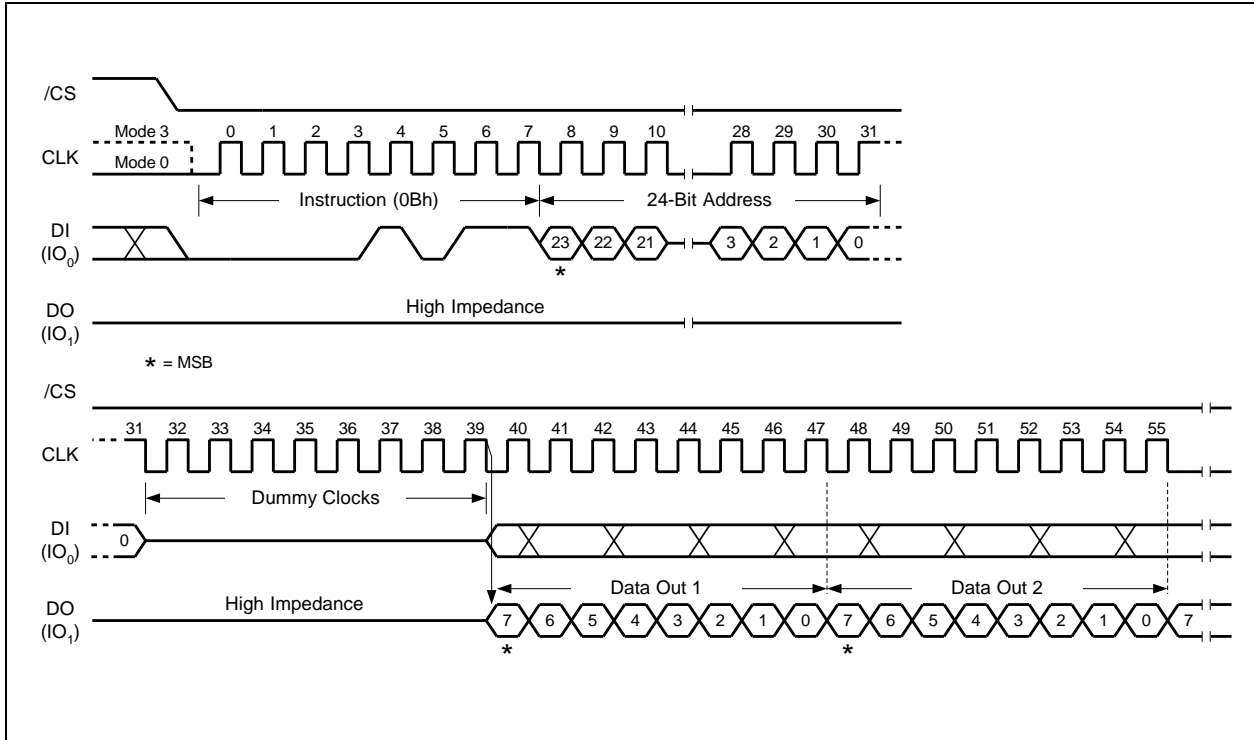 /CS
Mode 3 0 1 2 3 4 5 6 7 8 9 10 28 29 30 31
CLK Mode 0
Instruction (0Bh) 24-Bit Address
DI
(IO0) 23 22 21 3 2 1 0
*
DO High Impedance
(IO1)
* = MSB
/CS
31 32 33 34 35 36 37 38 39 40 41 42 43 44 45 46 47 48 49 50 51 52 53 54 55
CLK
Dummy Clocks
DI
(IO0) 0
Data Out 1 Data Out 2
DO High Impedance
(IO1) 7 6 5 4 3 2 1 0 7 6 5 4 3 2 1 0 7
* *